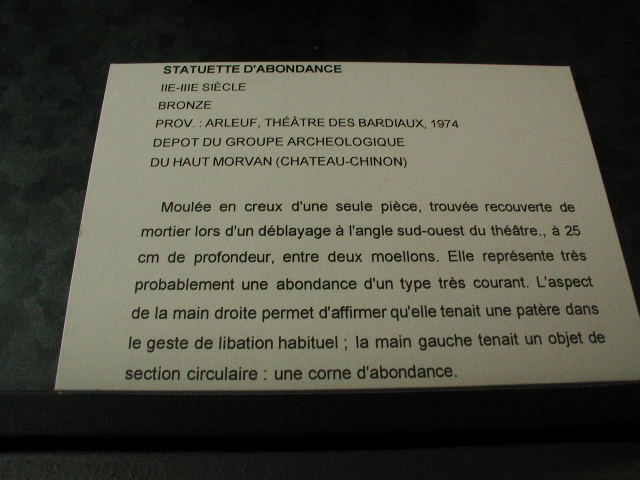 STATUETTE D'ABONDANCE
IIE-IIIE SIÈCLE
BRONZE
PROV. : ARLEUF, THÉÂTRE DES BARDIAUX, 1974
DEPOT DU GROUPE ARCHEOLOGIQUE
DU HAUT MORVAN (CHATEAU-CHINON)
Moulée en creux d'une seule pièce, trouvée recouverte de
mortier lors d'un déblayage à l'angle sud-ouest du théâtre., à 25
cm de profondeur, entre deux moellons. Elle représente très
probablement une abondance d'un type très courant. L'aspect
de la main droite permet d'affirmer qu'elle tenait une patère dans
le geste de libation habituel ; la main gauche tenait un objet de
section circulaire : une corne d'abondance.